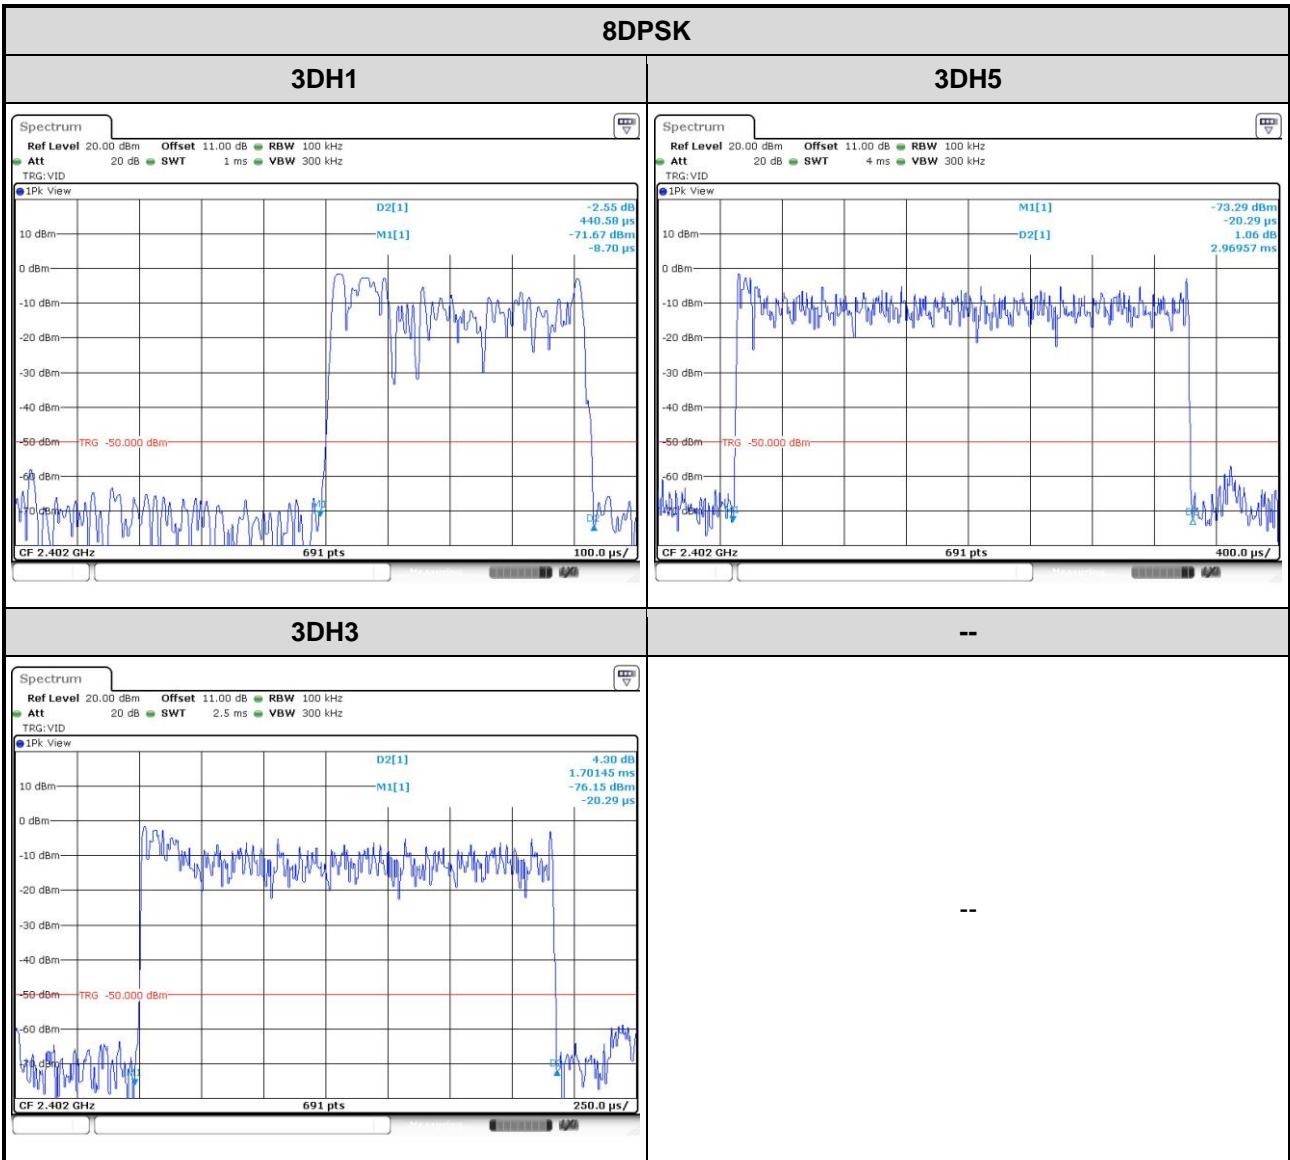 8DPSK
3DH1
3DH5
Spectrum
Ref Level 20.00 dBm Offset 11.00 dB RBW 100 kHz
Att 20 dB SWT 1 ms VBW 300 kHz
TRG:VID
1Pk View
D2[1] -2.55 dB
440.58 µs
10 dBm
M1[1] -71.67 dBm
-8.70 µs
0 dBm
-10 dBm
-20 dBm
-30 dBm
-40 dBm
-50 dBm TRG -50.000 dBm
-60 dBm
-70 dBm
M1
D2
CF 2.402 GHz 691 pts 100.0 µs/
Spectrum
Ref Level 20.00 dBm Offset 11.00 dB RBW 100 kHz
Att 20 dB SWT 4 ms VBW 300 kHz
TRG:VID
1Pk View
M1[1] -73.29 dBm
-20.29 µs
10 dBm
D2[1] 1.06 dB
2.96957 ms
0 dBm
-10 dBm
-20 dBm
-30 dBm
-40 dBm
-50 dBm TRG -50.000 dBm
-60 dBm
CF 2.402 GHz 691 pts 400.0 µs/
3DH3
--
Spectrum
Ref Level 20.00 dBm Offset 11.00 dB RBW 100 kHz
Att 20 dB SWT 2.5 ms VBW 300 kHz
TRG:VID
1Pk View
D2[1] 4.30 dB
1.70145 ms
10 dBm
M1[1] -76.15 dBm
-20.29 µs
0 dBm
-10 dBm
-20 dBm
-30 dBm
-40 dBm
-50 dBm TRG -50.000 dBm
-60 dBm
-70 dBm
M1
CF 2.402 GHz 691 pts 250.0 µs/
--